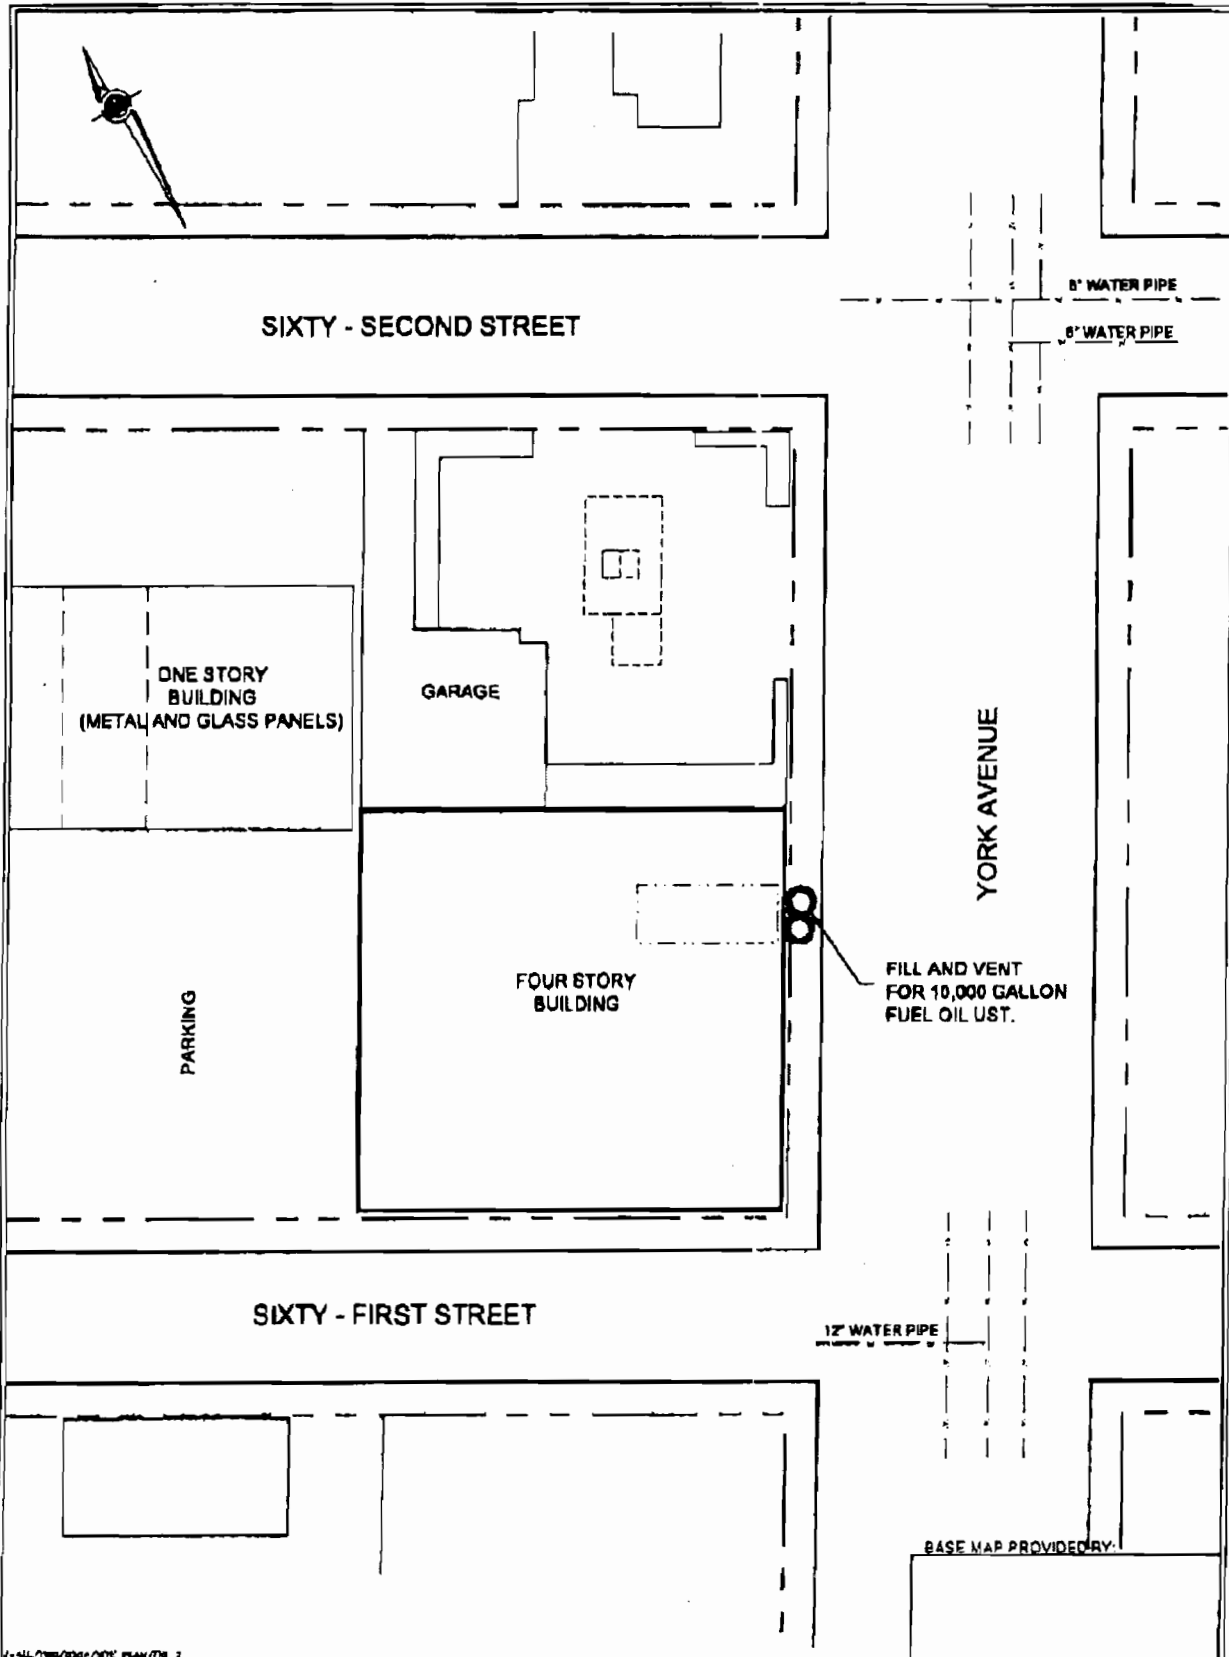 8" WATER PIPE
SIXTY - SECOND STREET
6" WATER PIPE
ONE STORY
BUILDING
(METAL AND GLASS PANELS)
GARAGE
YORK AVENUE
FILL AND VENT
FOR 10,000 GALLON
FUEL OIL UST.
FOUR STORY
BUILDING
PARKING
SIXTY - FIRST STREET
12" WATER PIPE
BASE MAP PROVIDED BY: